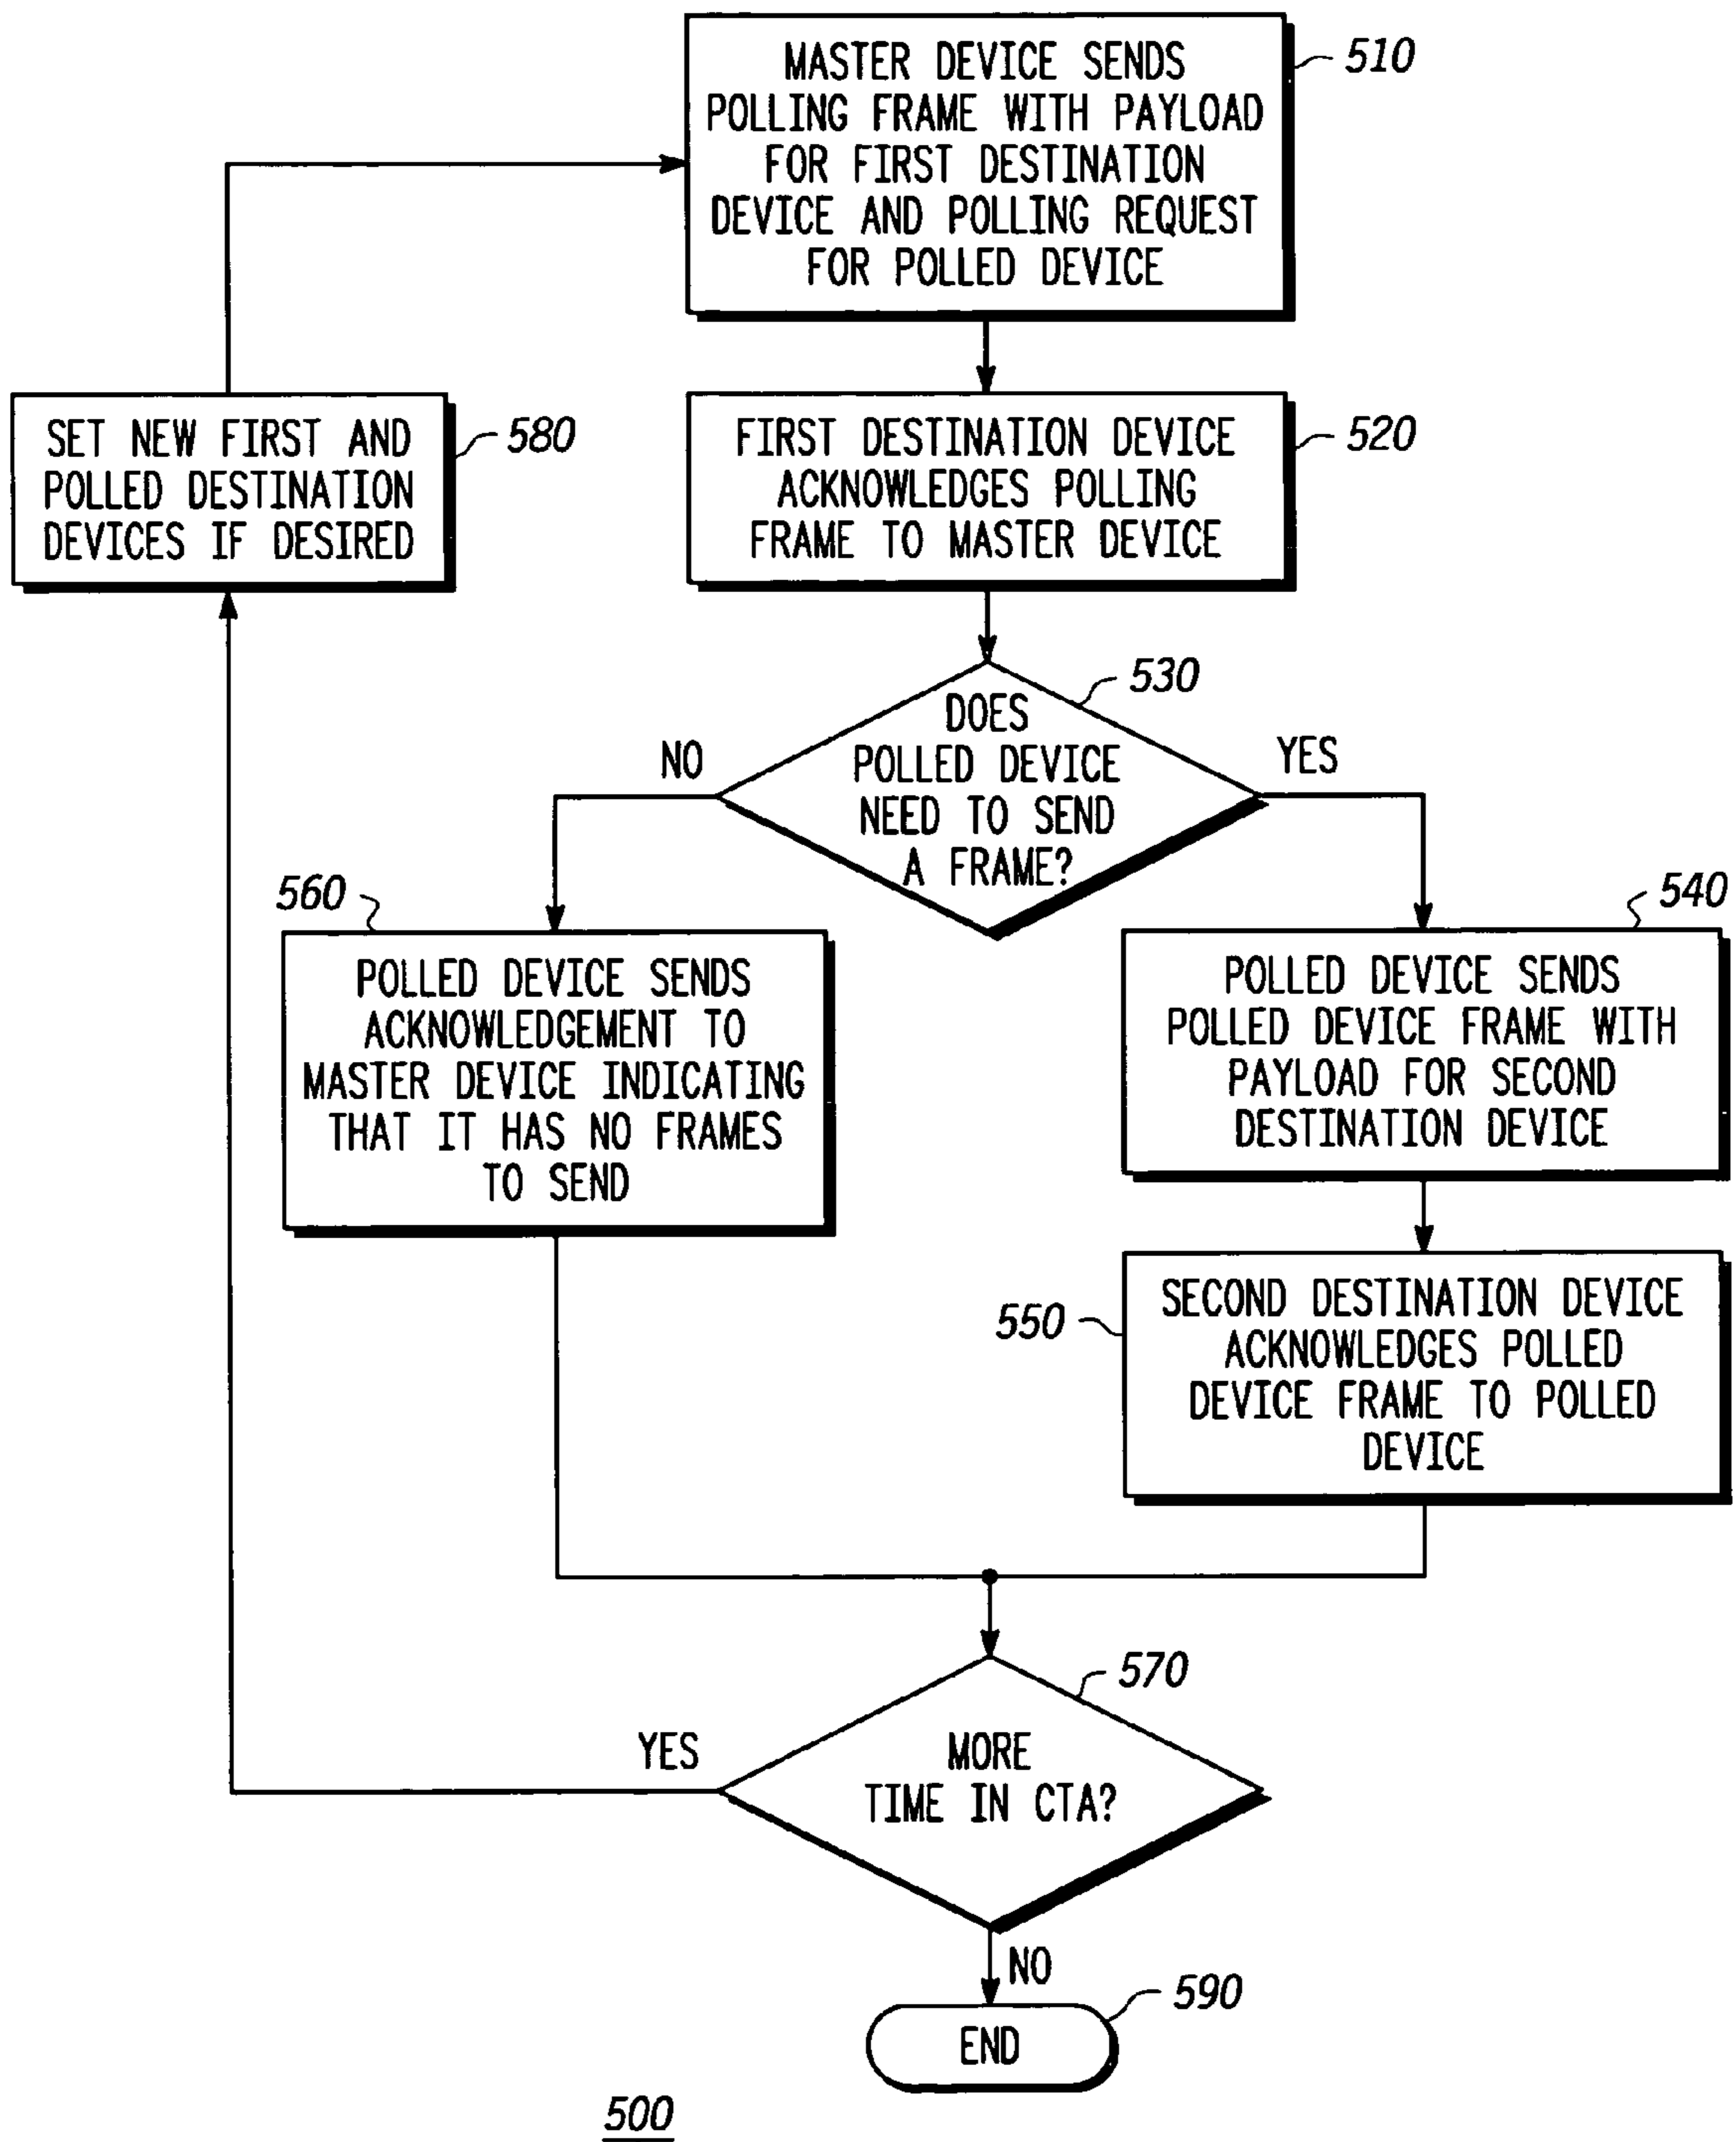 MASTER DEVICE SENDS
POLLING FRAME WITH PAYLOAD
FOR FIRST DESTINATION
DEVICE AND POLLING REQUEST
FOR POLLED DEVICE
510
SET NEW FIRST AND
POLLED DESTINATION
DEVICES IF DESIRED
580
FIRST DESTINATION DEVICE
ACKNOWLEDGES POLLING
FRAME TO MASTER DEVICE
520
530
DOES
POLLED DEVICE
NEED TO SEND
A FRAME?
NO
YES
560
POLLED DEVICE SENDS
ACKNOWLEDGEMENT TO
MASTER DEVICE INDICATING
THAT IT HAS NO FRAMES
TO SEND
540
POLLED DEVICE SENDS
POLLED DEVICE FRAME WITH
PAYLOAD FOR SECOND
DESTINATION DEVICE
550
SECOND DESTINATION DEVICE
ACKNOWLEDGES POLLED
DEVICE FRAME TO POLLED
DEVICE
570
YES
MORE
TIME IN CTA?
NO
590
END
500